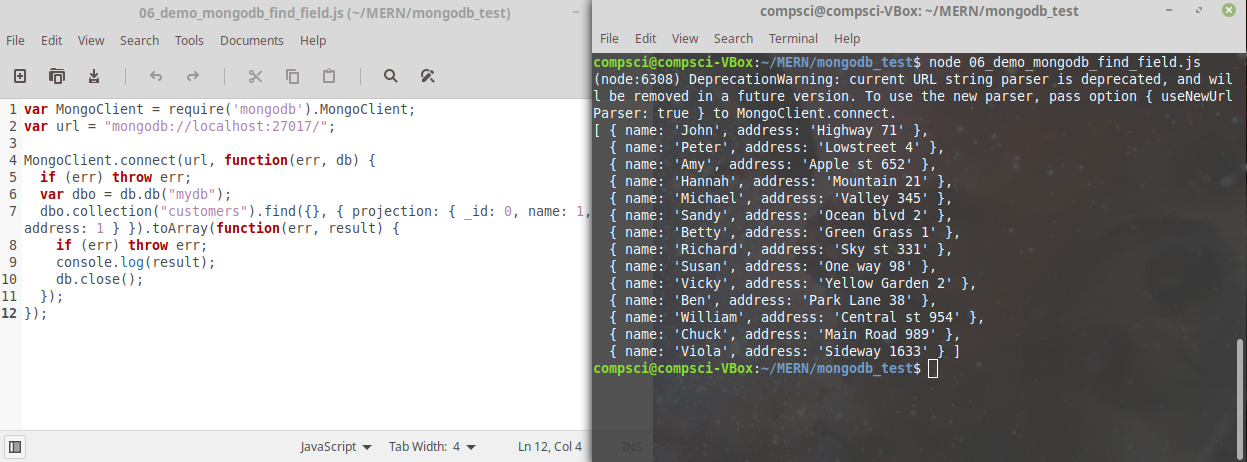 06_demo_mongodb_find_field.js (~/MERN/mongodb_test)
File Edit View Search Tools Documents Help
1 var MongoClient = require('mongodb').MongoClient;
2 var url = "mongodb://localhost:27017/";
3
4 MongoClient.connect(url, function(err, db) {
5   if (err) throw err;
6   var dbo = db.db("mydb");
7   dbo.collection("customers").find({}, { projection: { _id: 0, name: 1,
address: 1 } }).toArray(function(err, result) {
8     if (err) throw err;
9     console.log(result);
10     db.close();
11   });
12 });
JavaScript Tab Width: 4 Ln 12, Col 4 INS
compsci@compsci-VBox: ~/MERN/mongodb_test
File Edit View Search Terminal Help
compsci@compsci-VBox:~/MERN/mongodb_test$ node 06_demo_mongodb_find_field.js
(node:6308) DeprecationWarning: current URL string parser is deprecated, and wil
l be removed in a future version. To use the new parser, pass option { useNewUrl
Parser: true } to MongoClient.connect.
[ { name: 'John', address: 'Highway 71' },
  { name: 'Peter', address: 'Lowstreet 4' },
  { name: 'Amy', address: 'Apple st 652' },
  { name: 'Hannah', address: 'Mountain 21' },
  { name: 'Michael', address: 'Valley 345' },
  { name: 'Sandy', address: 'Ocean blvd 2' },
  { name: 'Betty', address: 'Green Grass 1' },
  { name: 'Richard', address: 'Sky st 331' },
  { name: 'Susan', address: 'One way 98' },
  { name: 'Vicky', address: 'Yellow Garden 2' },
  { name: 'Ben', address: 'Park Lane 38' },
  { name: 'William', address: 'Central st 954' },
  { name: 'Chuck', address: 'Main Road 989' },
  { name: 'Viola', address: 'Sideway 1633' } ]
compsci@compsci-VBox:~/MERN/mongodb_test$